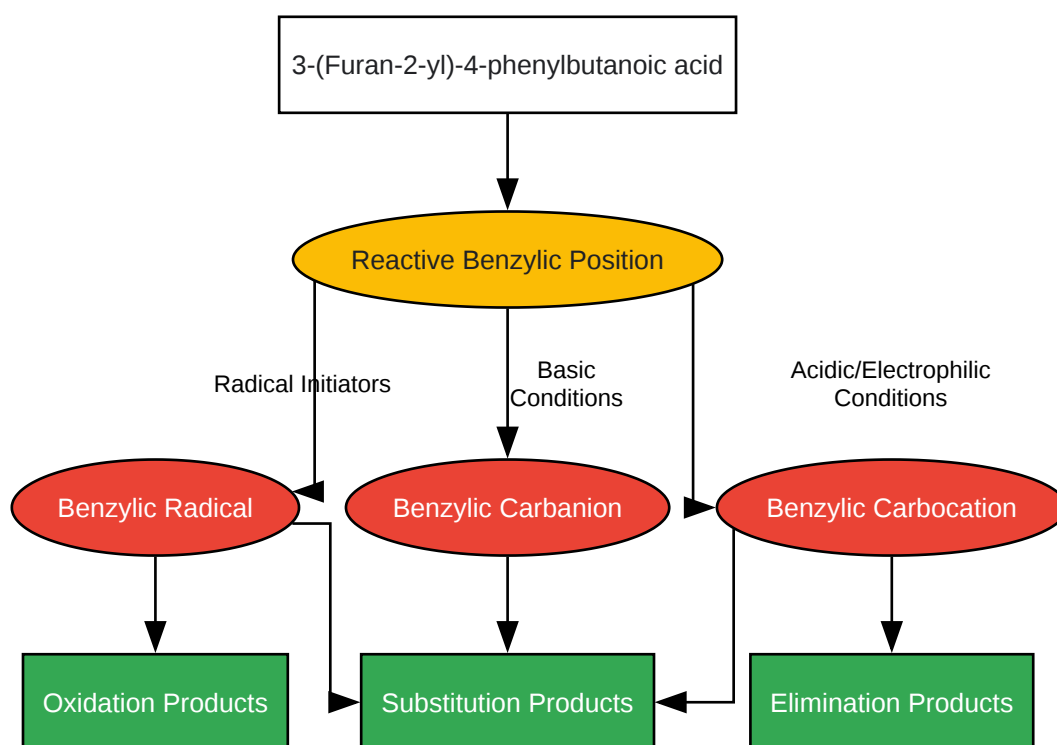 3-(Furan-2-yl)-4-phenylbutanoic acid
Reactive Benzylic Position
Radical Initiators
Basic
Conditions
Acidic/Electrophilic
Conditions
Benzylic Radical
Benzylic Carbanion
Benzylic Carbocation
Oxidation Products
Substitution Products
Elimination Products